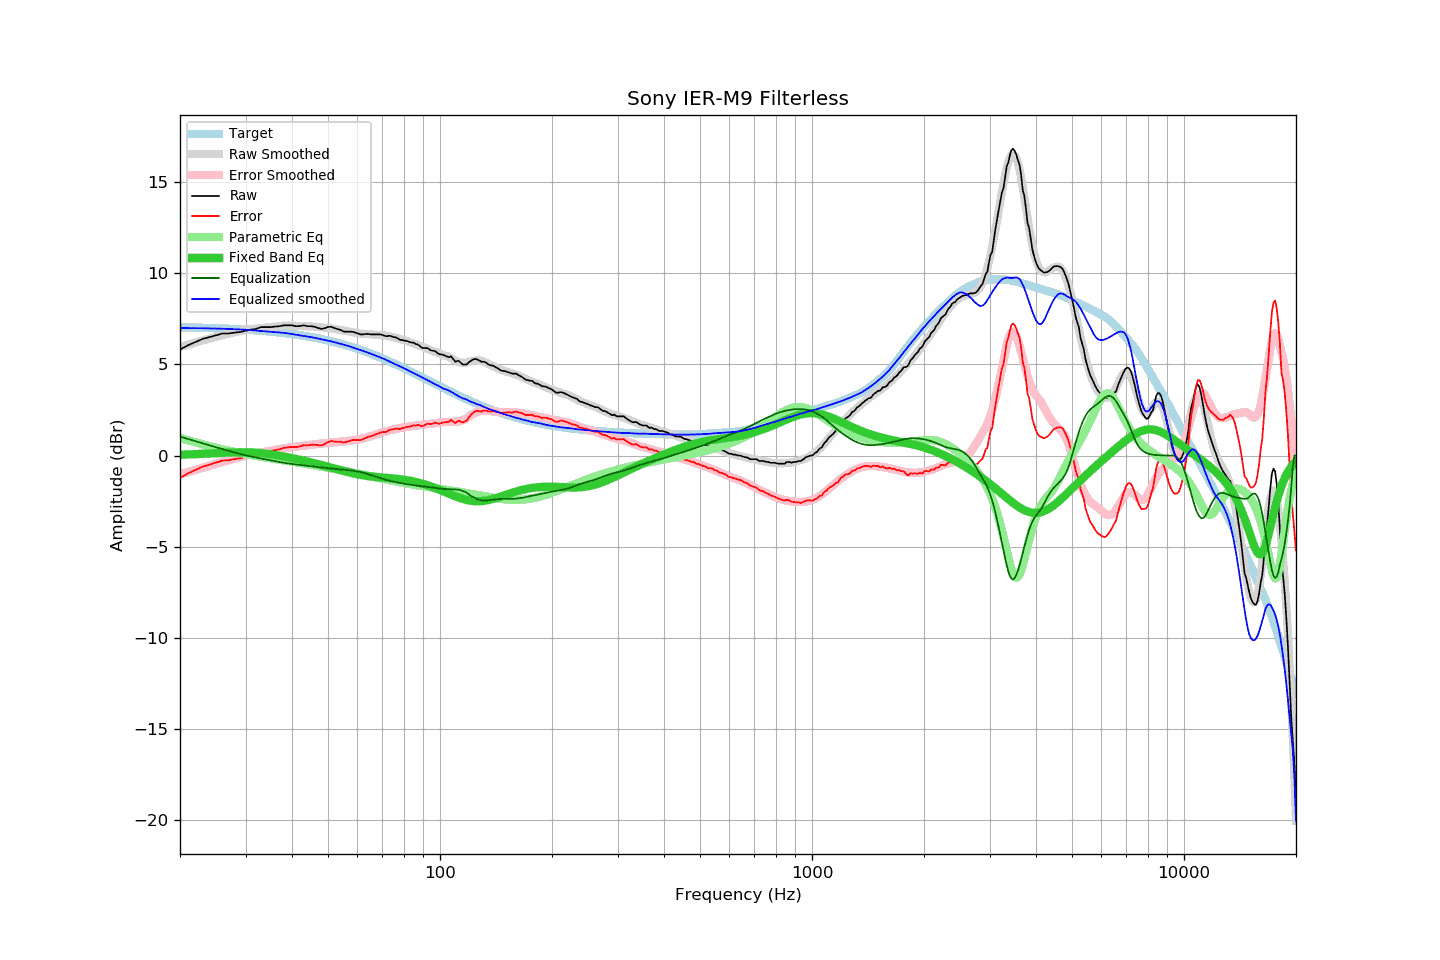 Sony IER-M9 Filterless
Target
Raw Smoothed
Error Smoothed
Raw
Error
Parametric Eq
Fixed Band Eq
Equalization
Equalized smoothed
Amplitude (dBr)
15
10
5
0
−5
−10
−15
−20
100
1000
10000
Frequency (Hz)